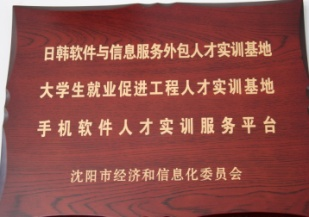 日韩软件与信息服务外包人才实训基地
大学生就业促进工程人才实训基地
手机软件人才实训服务平台
沈阳市经济和信息化委员会